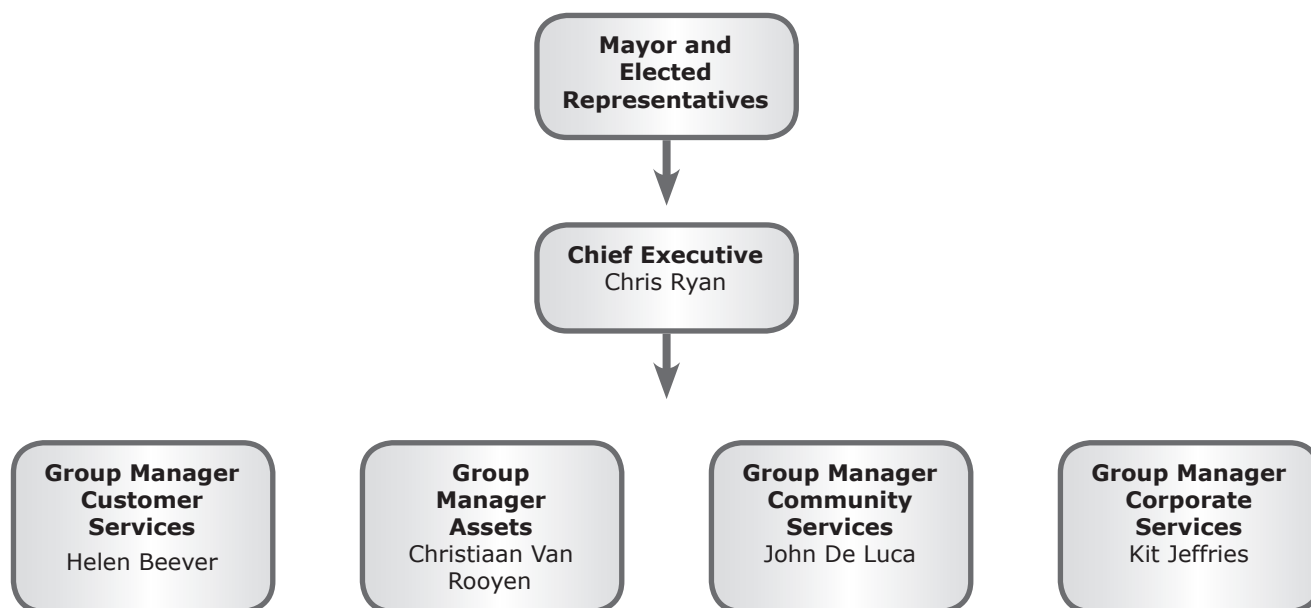 Mayor and
Elected
Representatives
Chief Executive
Chris Ryan
Group Manager
Customer
Services
Helen Beever
Group
Manager
Assets
Christiaan Van
Rooyen
Group Manager
Community
Services
John De Luca
Group Manager
Corporate
Services
Kit Jeffries